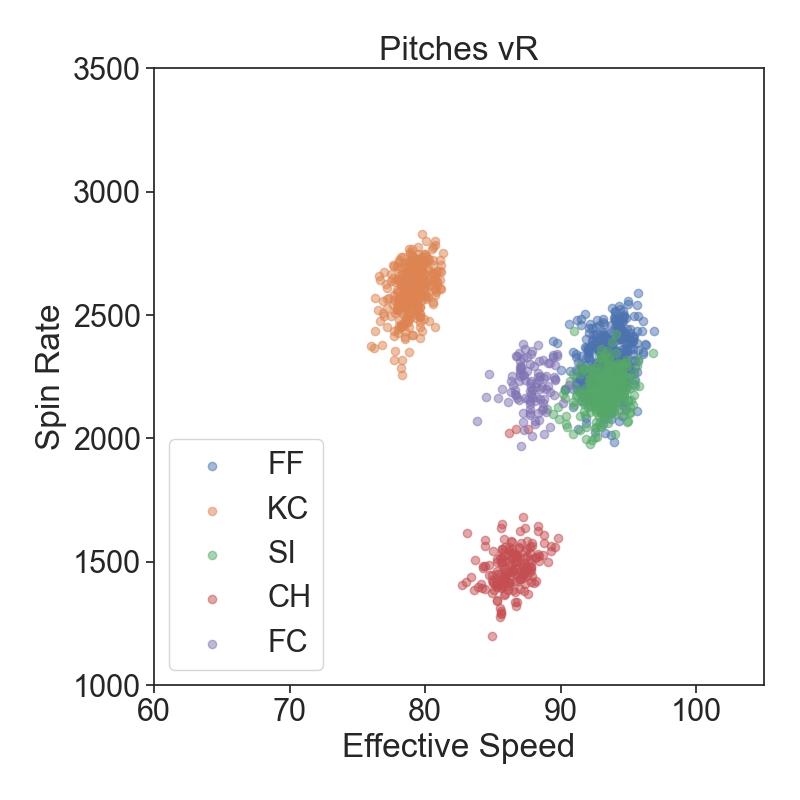 Pitches vR
3500
3000
2500
2000
1500
1000
Spin Rate
FF
KC
SI
CH
FC
60 70 80 90 100
Effective Speed